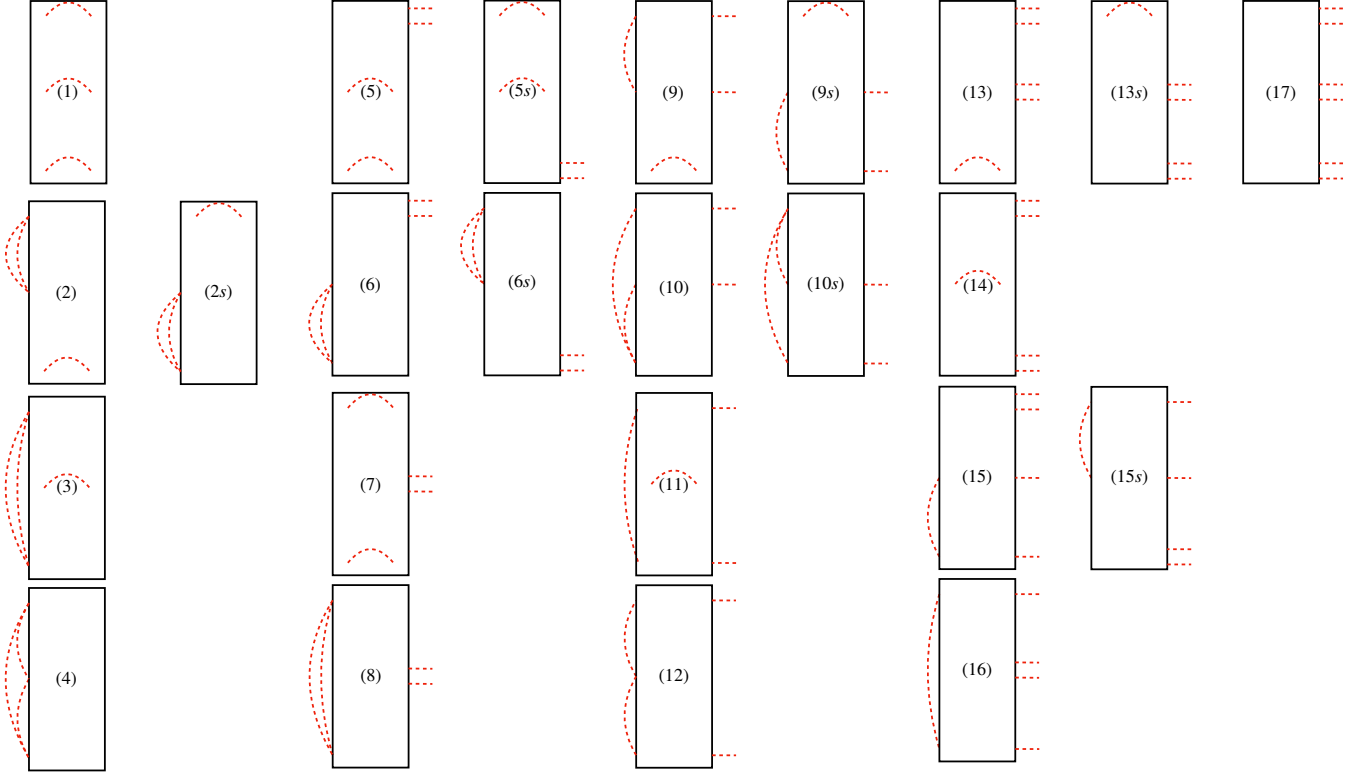 (1) (5) (5s) (9) (9s) (13) (13s) (17)
(2) (2s) (6) (6s) (10) (10s) (14)
(3) (7) (11) (15) (15s)
(4) (8) (12) (16)